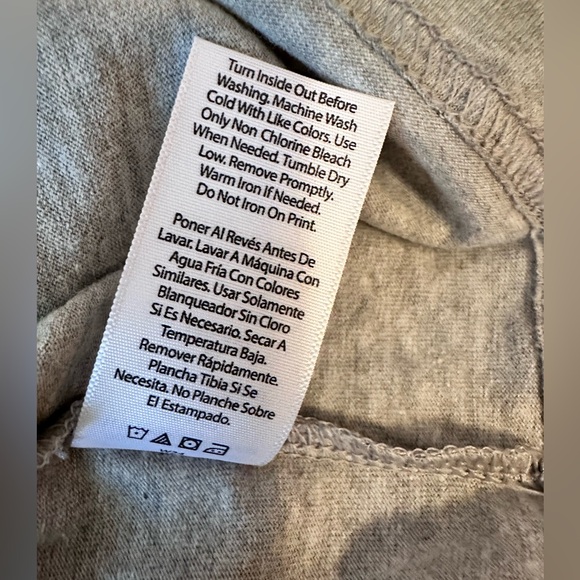 Turn Inside Out Before
Washing. Machine Wash
Cold With Like Colors. Use
Only Non Chlorine Bleach
When Needed. Tumble Dry
Low. Remove Promptly.
Warm Iron If Needed.
Do Not Iron On Print.
Poner Al Revés Antes De
Lavar. Lavar A Máquina Con
Agua Fría Con Colores
Similares. Usar Solamente
Blanqueador Sin Cloro
Si Es Necesario. Secar A
Temperatura Baja.
Remover Rápidamente.
Plancha Tibia Si Se
Necesita. No Planche Sobre
El Estampado.